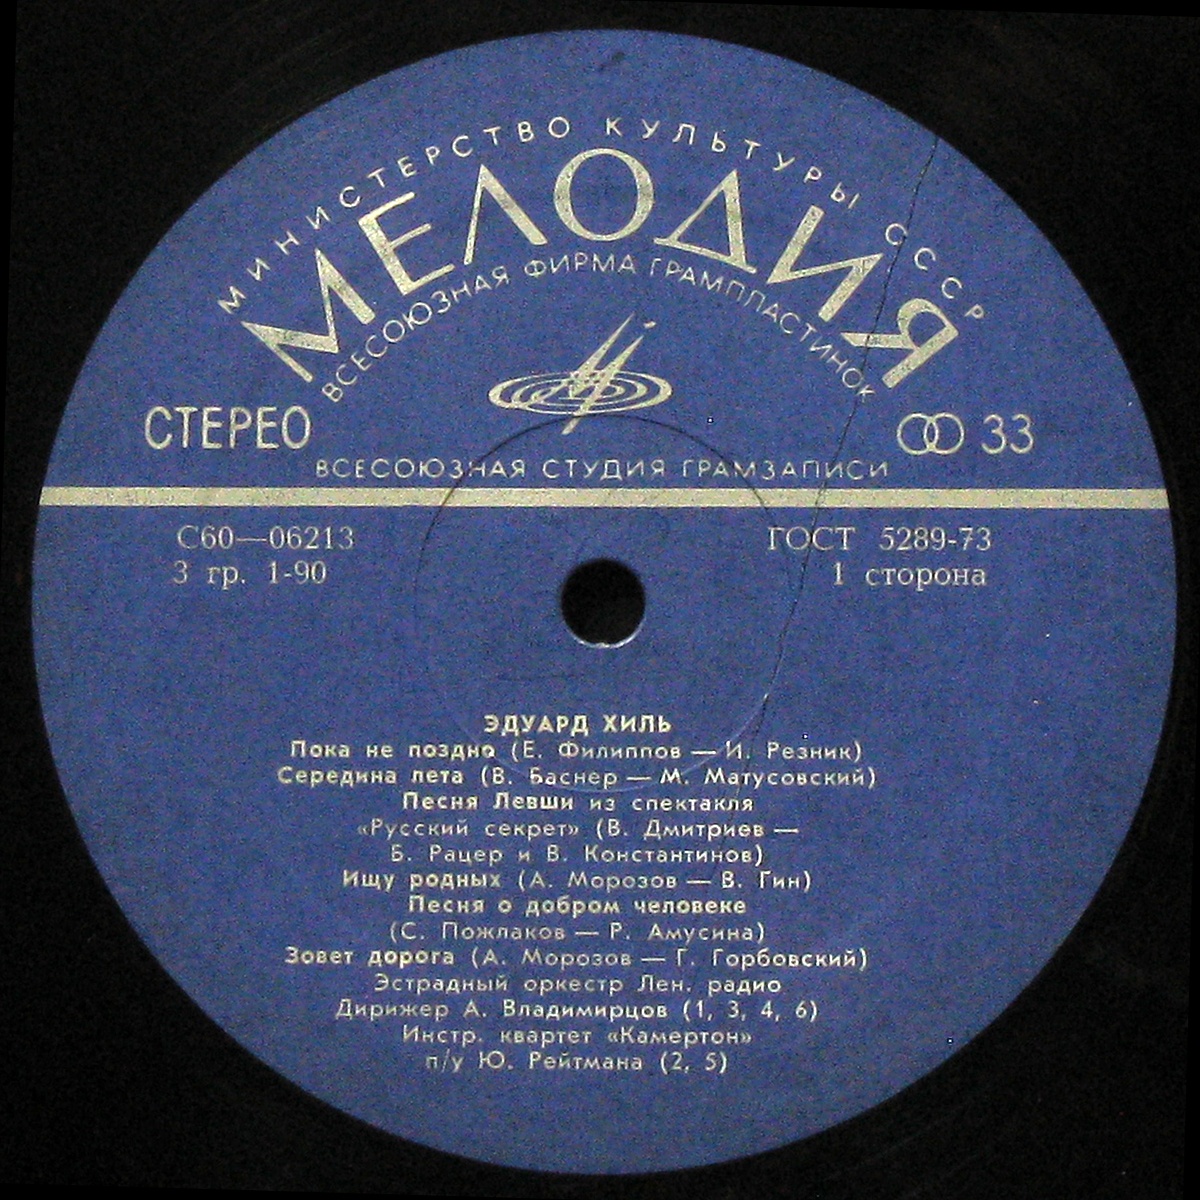 МИНИСТЕРСТВО КУЛЬТУРЫ СССР
МЕЛОДИЯ
ВСЕСОЮЗНАЯ ФИРМА ГРАМПЛАСТИНОК
СТЕРЕО
33
ВСЕСОЮЗНАЯ СТУДИЯ ГРАМЗАПИСИ
С60—06213
ГОСТ 5289-73
3 гр. 1-90
1 сторона
ЭДУАРД ХИЛЬ
Пока не поздно (Е. Филиппов — И. Резник)
Середина лета (В. Баснер — М. Матусовский)
Песня Левши из спектакля
«Русский секрет» (В. Дмитриев —
Б. Рацер и В. Константинов)
Ищу родных (А. Морозов — В. Гин)
Песня о добром человеке
(С. Пожлаков — Р. Амусина)
Зовет дорога (А. Морозов — Г. Горбовский)
Эстрадный оркестр Лен. радио
Дирижер А. Владимирцов (1, 3, 4, 6)
Инстр. квартет «Камертон»
п/у Ю. Рейтмана (2, 5)